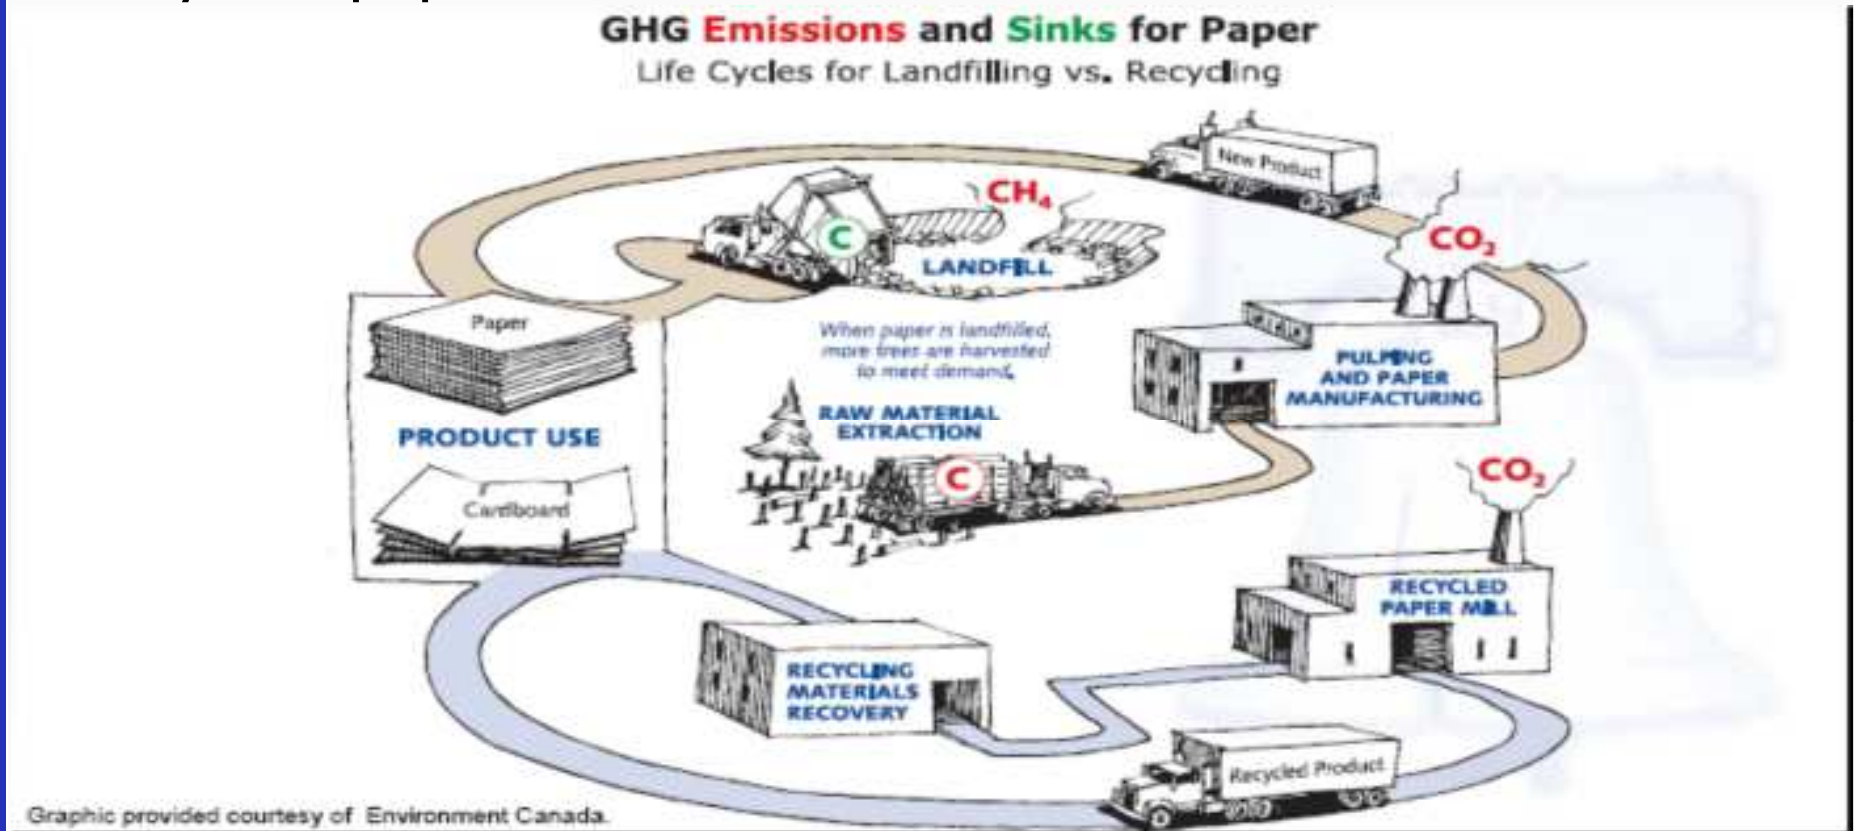 GHG Emissions and Sinks for Paper
Life Cycles for Landfilling vs. Recycling
New Product
CH₄
CO₂
C
LANDFILL
Paper
When paper is landfilled,
more trees are harvested
to meet demand.
PULPING
AND PAPER
MANUFACTURING
RAW MATERIAL
EXTRACTION
PRODUCT USE
C
CO₂
Cardboard
RECYCLED
PAPER MILL
RECYCLING
MATERIALS
RECOVERY
Recycled Product
Graphic provided courtesy of Environment Canada.